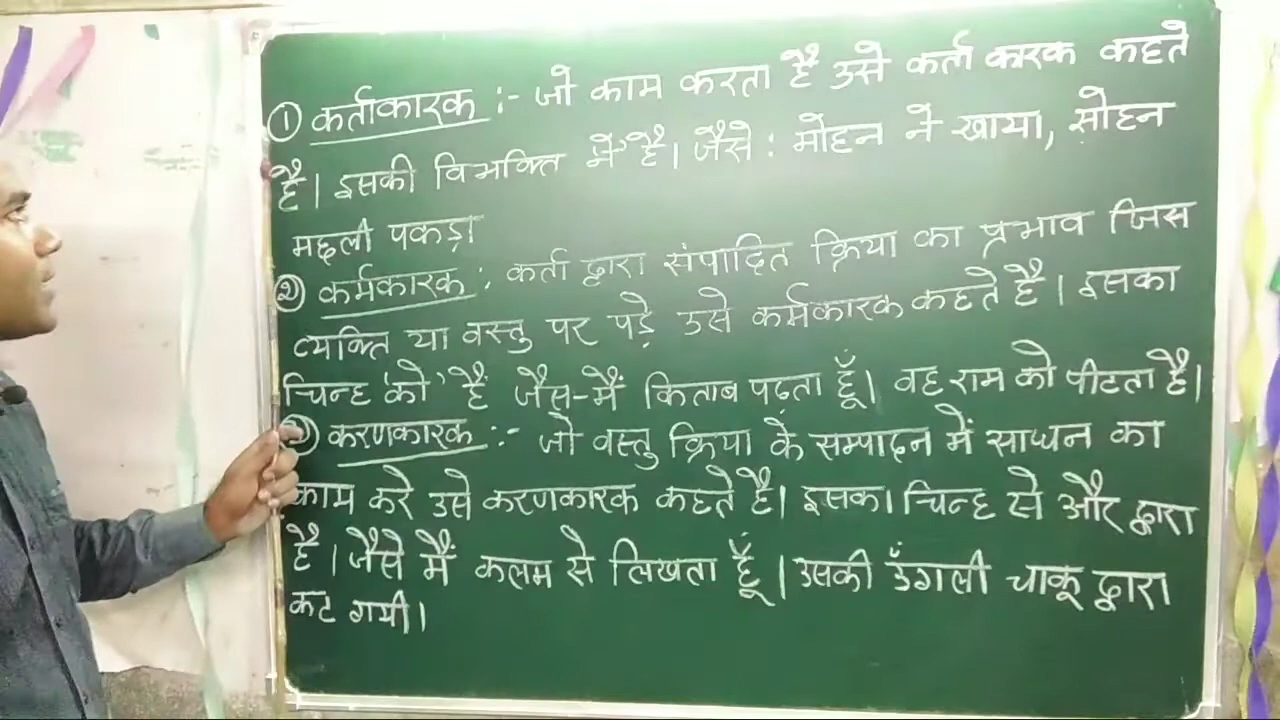 ① कर्ताकारक :- जो काम करता है उसे कर्ता कारक कहते
है। इसकी विभक्ति में है। जैसे : मोहन ने खाया, सोहन
मछली पकड़ा
② कर्मकारक : कर्ता द्वारा संपादित क्रिया का प्रभाव जिस
व्यक्ति या वस्तु पर पड़े उसे कर्मकारक कहते है। इसका
चिन्ह 'को' है जैस-मैं किताब पढ़ता हूँ। वह राम को पीटता है।
③ करणकारक :- जो वस्तु क्रिया के सम्पादन में साधन का
काम करे उसे करणकारक कहते है। इसका चिन्ह से और द्वारा
है। जैसे मैं कलम से लिखता हूँ। उसकी उँगली चाकू द्वारा
कट गयी।